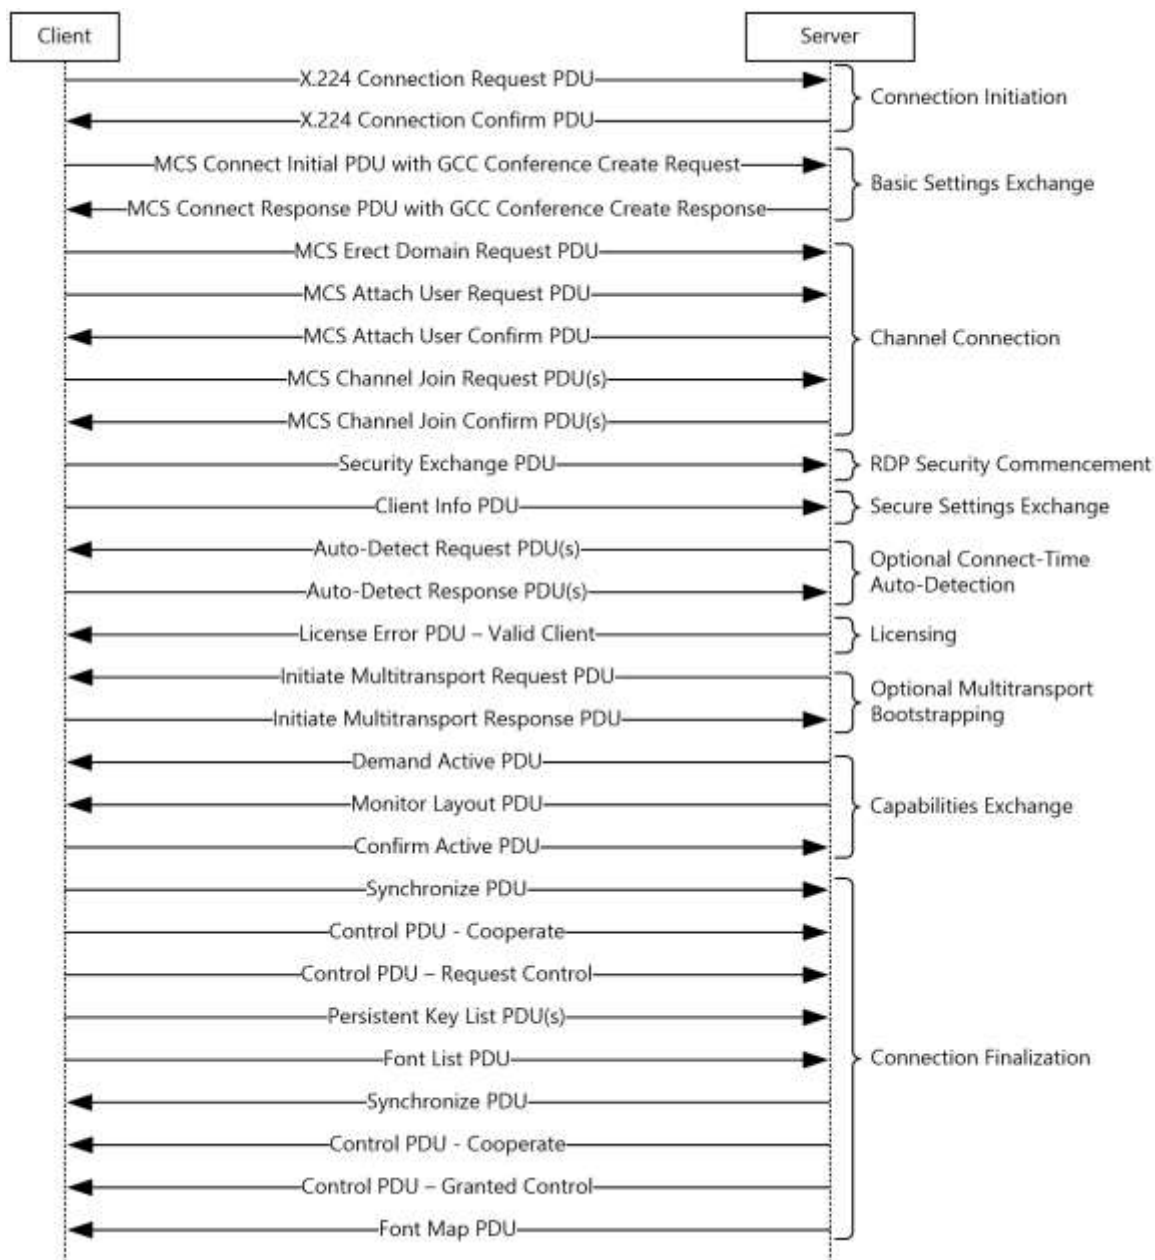 Client
Server
X.224 Connection Request PDU
Connection Initiation
X.224 Connection Confirm PDU
MCS Connect Initial PDU with GCC Conference Create Request
Basic Settings Exchange
MCS Connect Response PDU with GCC Conference Create Response
MCS Erect Domain Request PDU
MCS Attach User Request PDU
MCS Attach User Confirm PDU
Channel Connection
MCS Channel Join Request PDU(s)
MCS Channel Join Confirm PDU(s)
Security Exchange PDU
RDP Security Commencement
Client Info PDU
Secure Settings Exchange
Auto-Detect Request PDU(s)
Optional Connect-Time
Auto-Detection
Auto-Detect Response PDU(s)
License Error PDU – Valid Client
Licensing
Initiate Multitransport Request PDU
Optional Multitransport
Bootstrapping
Initiate Multitransport Response PDU
Demand Active PDU
Monitor Layout PDU
Capabilities Exchange
Confirm Active PDU
Synchronize PDU
Control PDU - Cooperate
Control PDU – Request Control
Persistent Key List PDU(s)
Font List PDU
Connection Finalization
Synchronize PDU
Control PDU - Cooperate
Control PDU – Granted Control
Font Map PDU